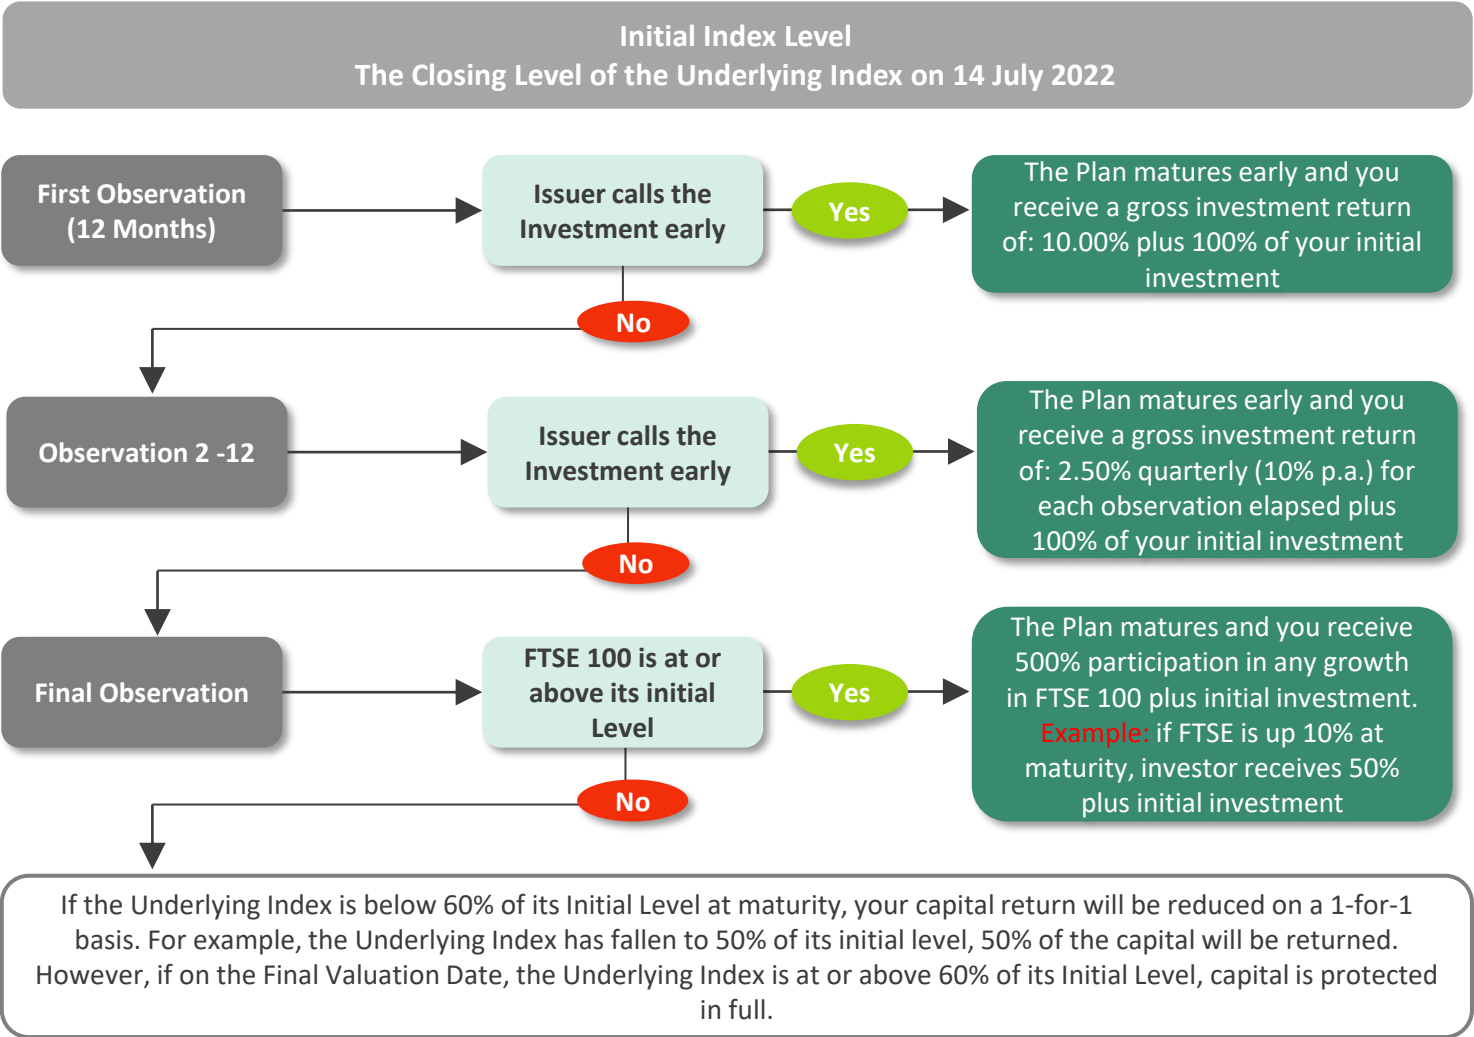 Initial Index Level
The Closing Level of the Underlying Index on 14 July 2022
First Observation
(12 Months)
Issuer calls the
Investment early
Yes
The Plan matures early and you
receive a gross investment return
of: 10.00% plus 100% of your initial
investment
No
Observation 2 -12
Issuer calls the
Investment early
Yes
The Plan matures early and you
receive a gross investment return
of: 2.50% quarterly (10% p.a.) for
each observation elapsed plus
100% of your initial investment
No
Final Observation
FTSE 100 is at or
above its initial
Level
Yes
The Plan matures and you receive
500% participation in any growth
in FTSE 100 plus initial investment.
Example: if FTSE is up 10% at
maturity, investor receives 50%
plus initial investment
No
If the Underlying Index is below 60% of its Initial Level at maturity, your capital return will be reduced on a 1-for-1
basis. For example, the Underlying Index has fallen to 50% of its initial level, 50% of the capital will be returned.
However, if on the Final Valuation Date, the Underlying Index is at or above 60% of its Initial Level, capital is protected
in full.